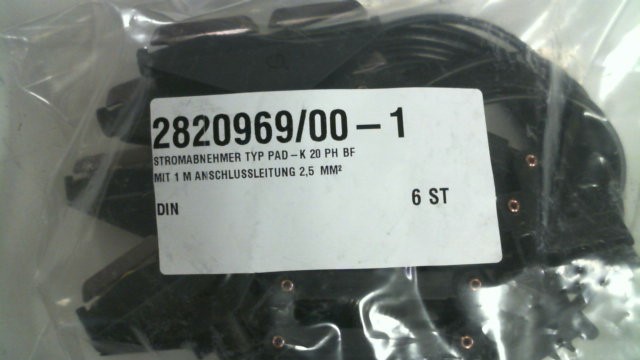 2820969/00-1
STROMABNEHMER TYP PAD-K 20 PH BF
MIT 1 M ANSCHLUSSLEITUNG 2,5 MM²
DIN 6 ST